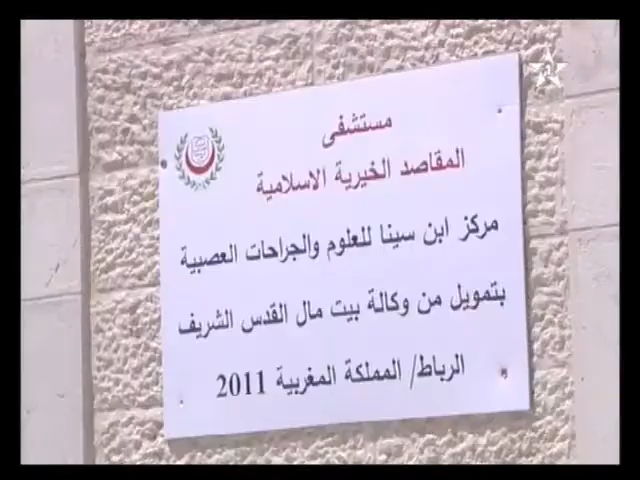 مستشفى
المقاصد الخيرية الاسلامية
مركز ابن سينا للعلوم والجراحات العصبية
بتمويل من وكالة بيت مال القدس الشريف
الرباط/ المملكة المغربية 2011